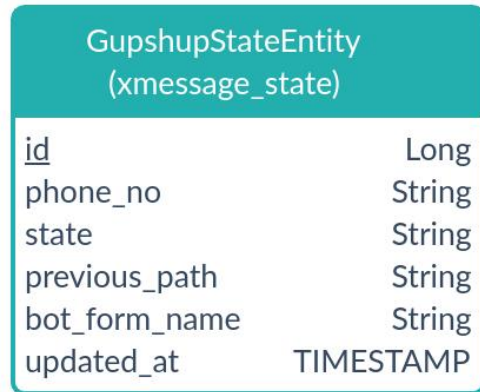 GupshupStateEntity
(xmessage_state)
id Long
phone_no String
state String
previous_path String
bot_form_name String
updated_at TIMESTAMP